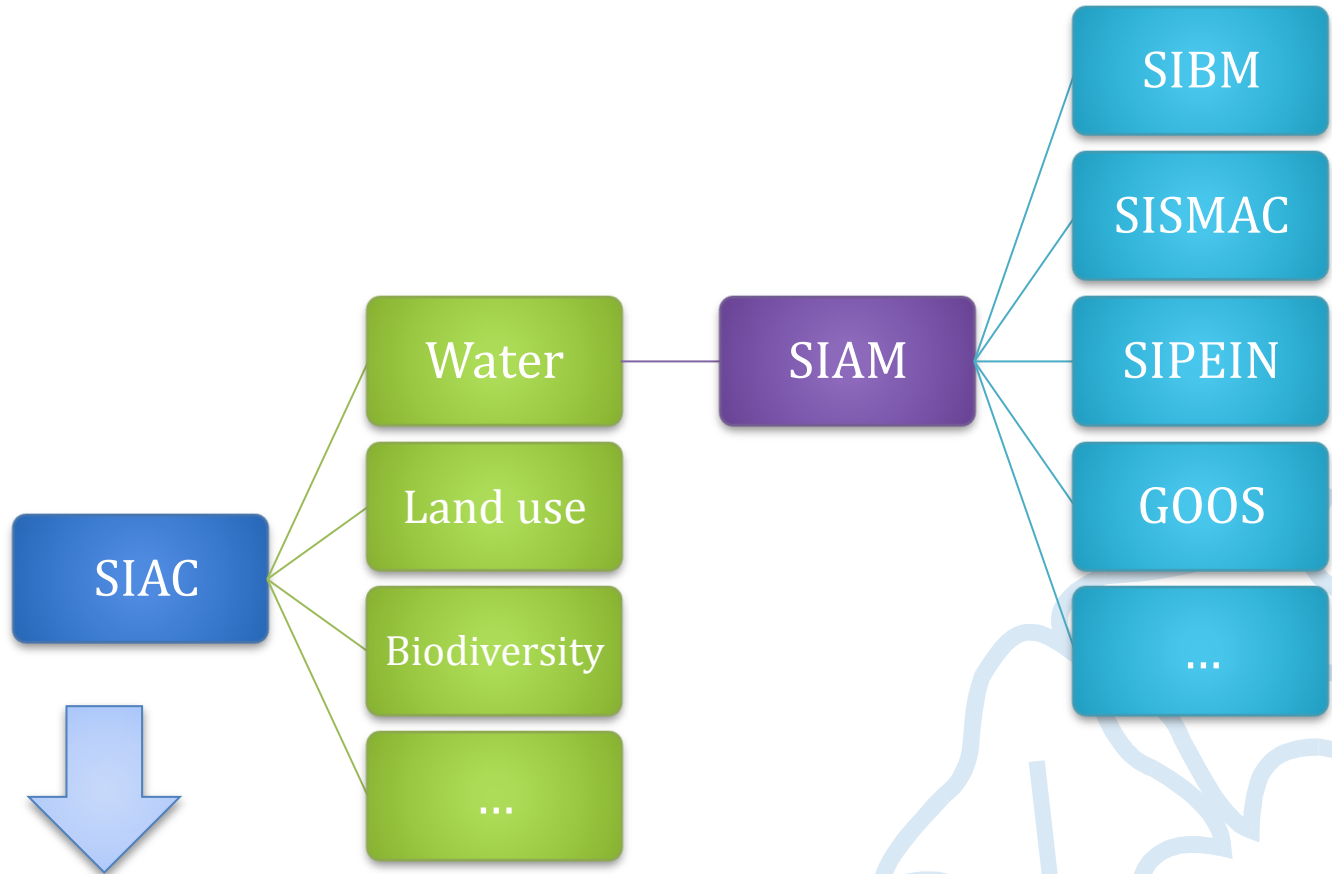 SIAC
Water
Land use
Biodiversity
...
SIAM
SIBM
SISMAC
SIPEIN
GOOS
...